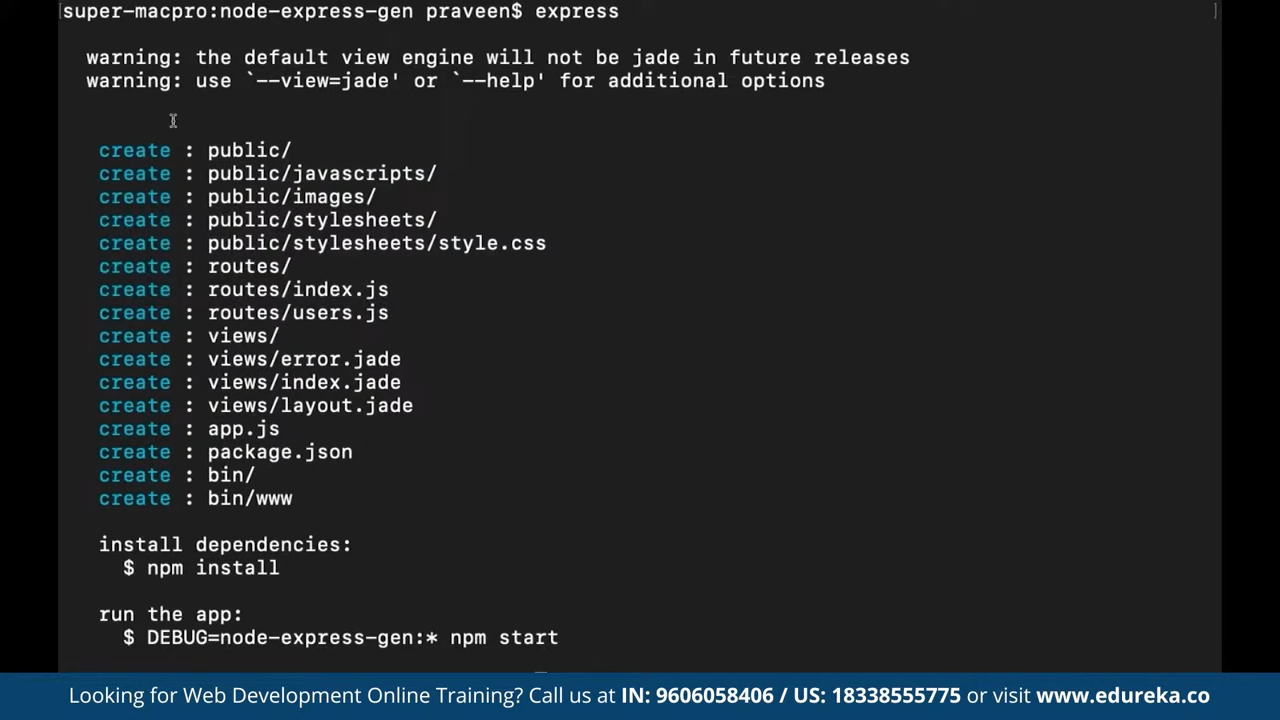 super-macpro:node-express-gen praveen$ express
warning: the default view engine will not be jade in future releases
warning: use `--view=jade' or `--help' for additional options
create : public/
create : public/javascripts/
create : public/images/
create : public/stylesheets/
create : public/stylesheets/style.css
create : routes/
create : routes/index.js
create : routes/users.js
create : views/
create : views/error.jade
create : views/index.jade
create : views/layout.jade
create : app.js
create : package.json
create : bin/
create : bin/www
install dependencies:
$ npm install
run the app:
$ DEBUG=node-express-gen:* npm start
Looking for Web Development Online Training? Call us at IN: 9606058406 / US: 18338555775 or visit www.edureka.co